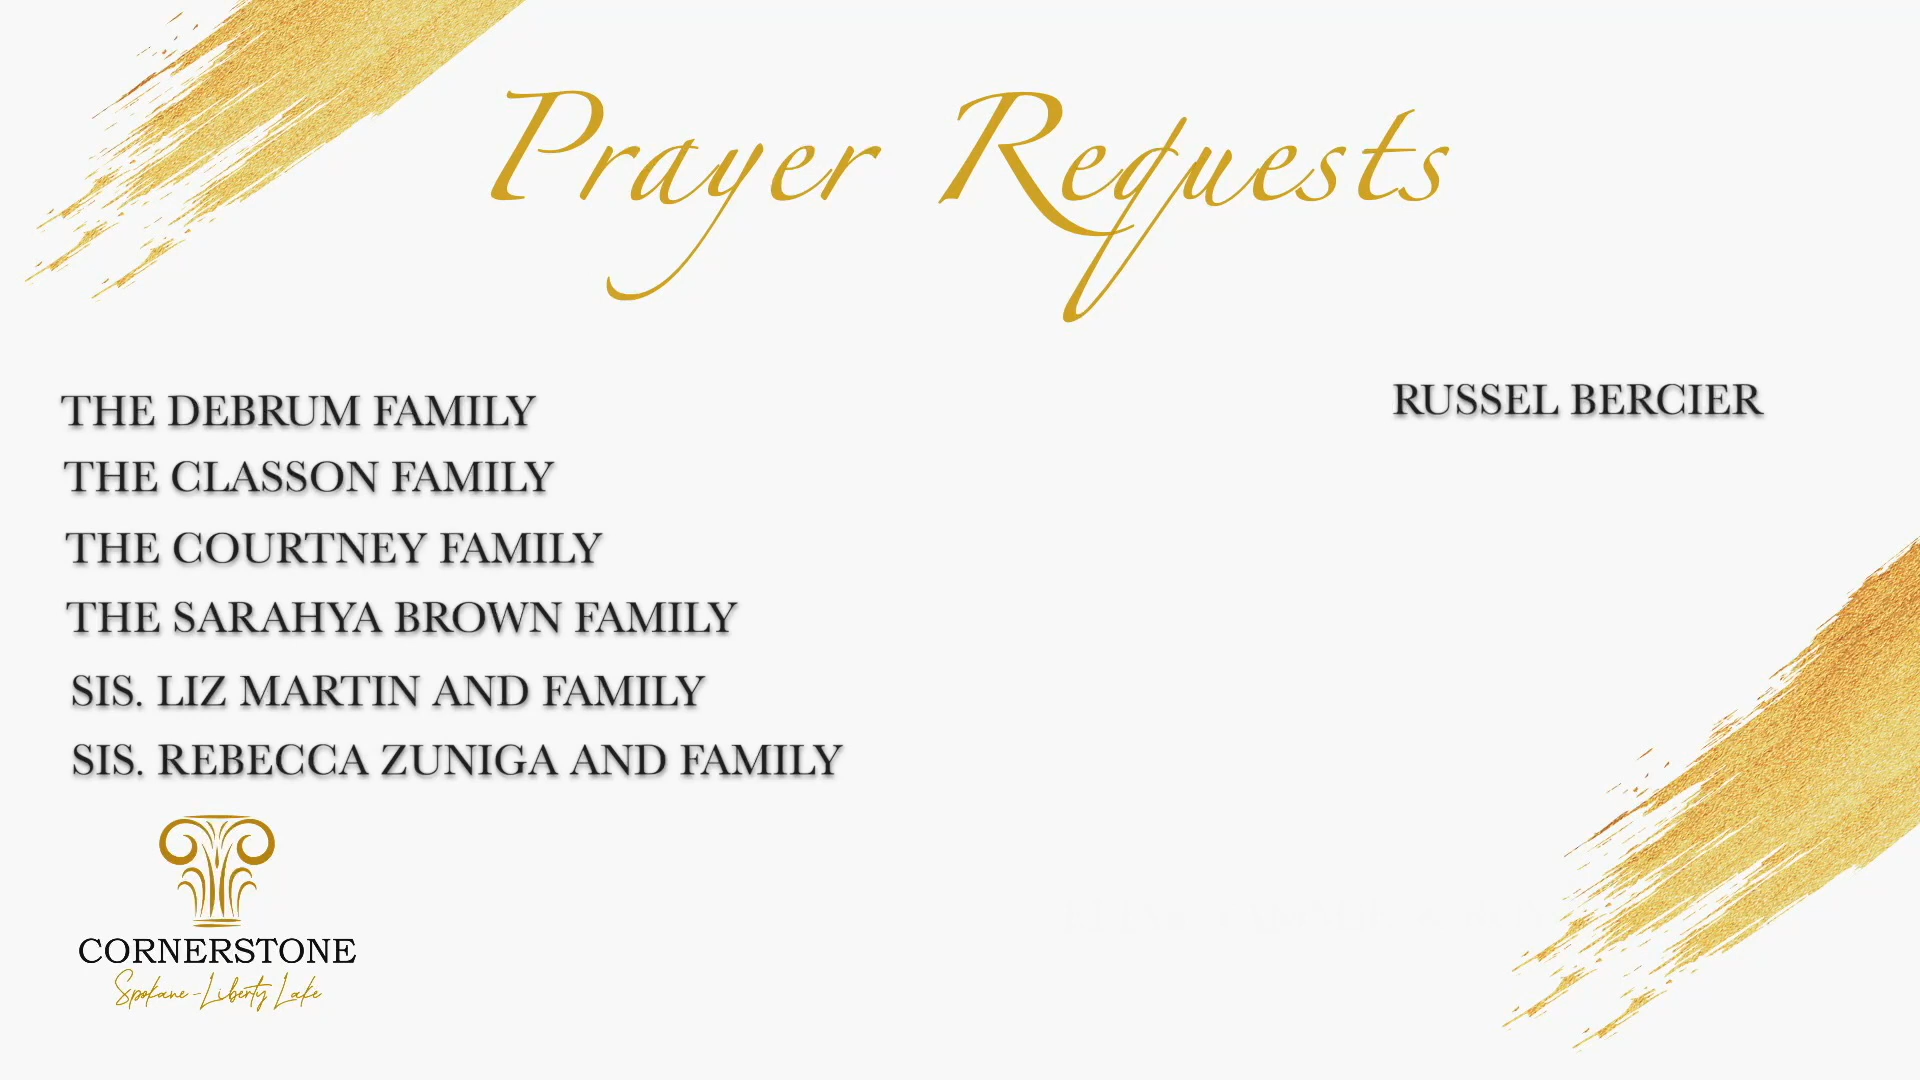 Prayer Requests
THE DEBRUM FAMILY
THE CLASSON FAMILY
THE COURTNEY FAMILY
THE SARAHYA BROWN FAMILY
SIS. LIZ MARTIN AND FAMILY
SIS. REBECCA ZUNIGA AND FAMILY
RUSSEL BERCIER
CORNERSTONE
Spokane-Liberty Lake